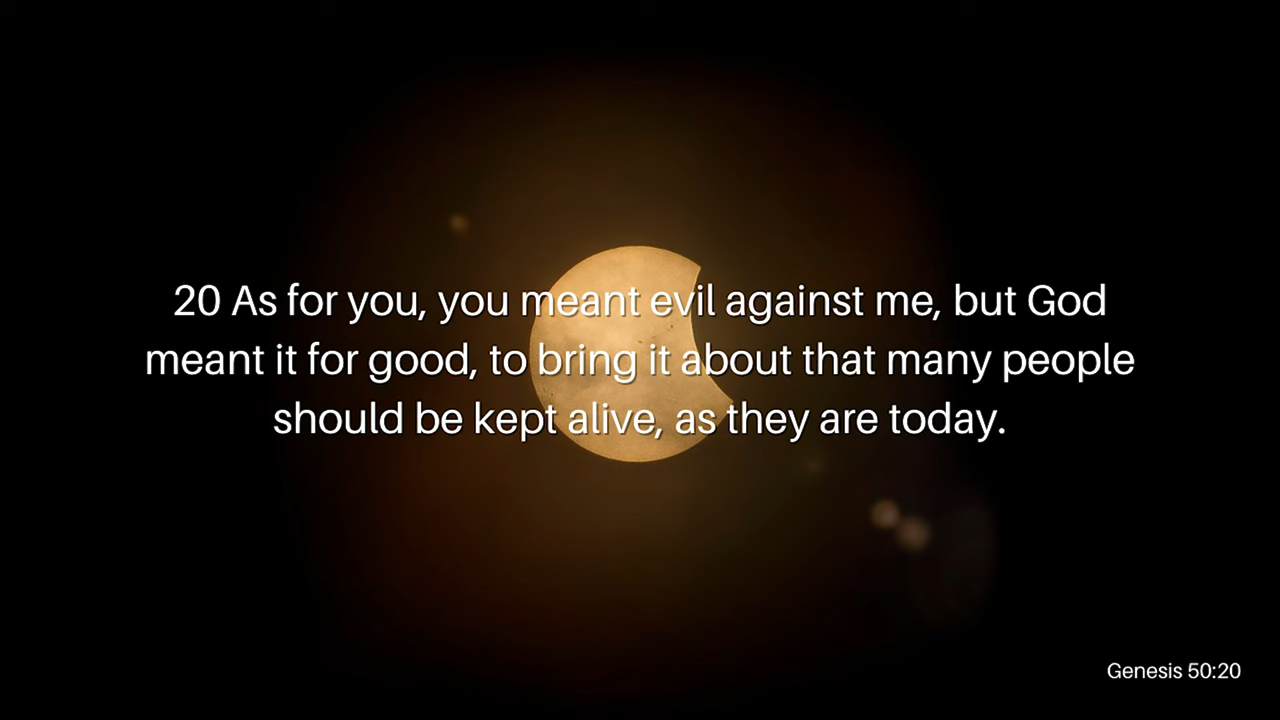 20 As for you, you meant evil against me, but God
meant it for good, to bring it about that many people
should be kept alive, as they are today.
Genesis 50:20